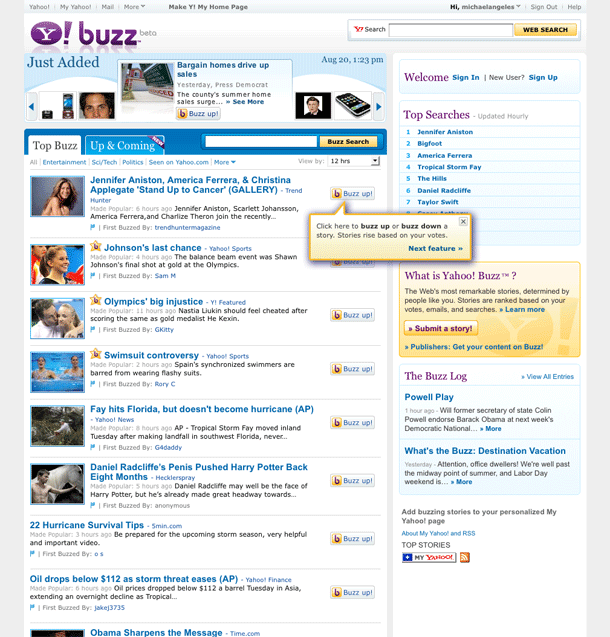 Yahoo! My Yahoo! Mail More Make Y! My Home Page Hi, michaelangeles Sign Out Help
Y! buzz beta
Y! Search WEB SEARCH
Just Added
Aug 20, 1:23 pm
Bargain homes drive up
sales
Yesterday, Press Democrat
The county's summer home
sales surge... » See More
Buzz up!
Welcome Sign In | New User? Sign Up
Top Searches - Updated Hourly
1 Jennifer Aniston
2 Bigfoot
3 America Ferrera
4 Tropical Storm Fay
5 The Hills
6 Daniel Radcliffe
7 Taylor Swift
Top Buzz Up & Coming Buzz Search
All | Entertainment Sci/Tech Politics Seen on Yahoo.com More View by: 12 hrs
Jennifer Aniston, America Ferrera, & Christina
Applegate 'Stand Up to Cancer' (GALLERY) - Trend
Hunter
Made Popular: 6 hours ago Jennifer Aniston, Scarlett Johansson,
America Ferrera,and Charlize Theron join the recently...
| First Buzzed By: trendhuntermagazine
Buzz up!
Click here to buzz up or buzz down a
story. Stories rise based on your votes.
Next feature »
Johnson's last chance - Yahoo! Sports
Made Popular: 4 hours ago The balance beam event was Shawn
Johnson's final shot at gold at the Olympics.
| First Buzzed By: Sam M
Olympics' big injustice - Y! Featured
Made Popular: 11 hours ago Nastia Liukin should feel cheated after
scoring the same as gold medalist He Kexin.
| First Buzzed By: GKitty
Buzz up!
Swimsuit controversy - Yahoo! Sports
Made Popular: 2 hours ago Spain's synchronized swimmers are
barred from wearing flashy suits.
| First Buzzed By: Rory C
Buzz up!
Fay hits Florida, but doesn't become hurricane (AP)
- Yahoo! News
Made Popular: 8 hours ago AP - Tropical Storm Fay moved inland
Tuesday after making landfall in southwest Florida, never...
| First Buzzed By: G4daddy
Buzz up!
Daniel Radcliffe's Penis Pushed Harry Potter Back
Eight Months - Hecklerspray
Made Popular: 5 hours ago Daniel Radcliffe may well be the face of
Harry Potter, but he's already made great headway towards...
| First Buzzed By: anonymous
Buzz up!
22 Hurricane Survival Tips - 5min.com
Made Popular: 3 hours ago Be prepared for the upcoming storm season, very helpful
and important video.
| First Buzzed By: o s
Buzz up!
Oil drops below $112 as storm threat eases (AP) - Yahoo! Finance
Made Popular: 6 hours ago Oil prices dropped below $112 a barrel Tuesday in Asia,
extending an overnight decline as Tropical...
| First Buzzed By: jakej3735
Buzz up!
Obama Sharpens the Message - Time.com
What is Yahoo! Buzz™?
The Web's most remarkable stories, determined by
people like you. Stories are ranked based on your
votes, emails, and searches. » Learn more
» Submit a story!
» Publishers: Get your content on Buzz!
The Buzz Log » View All Entries
Powell Play
1 hour ago - Will former secretary of state Colin
Powell endorse Barack Obama at next week's
Democratic National... » More
What's the Buzz: Destination Vacation
Yesterday - Attention, office dwellers! We're well past
the midway point of summer, and Labor Day
weekend is... » More
Add buzzing stories to your personalized My
Yahoo! page
About My Yahoo! and RSS
TOP STORIES
MY YAHOO!